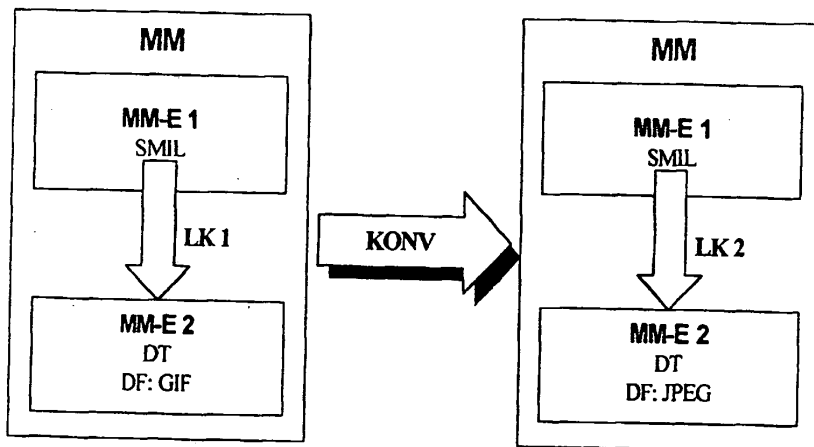 MM
MM-E 1
SMIL
LK 1
MM-E 2
DT
DF: GIF
KONV
MM
MM-E 1
SMIL
LK 2
MM-E 2
DT
DF: JPEG